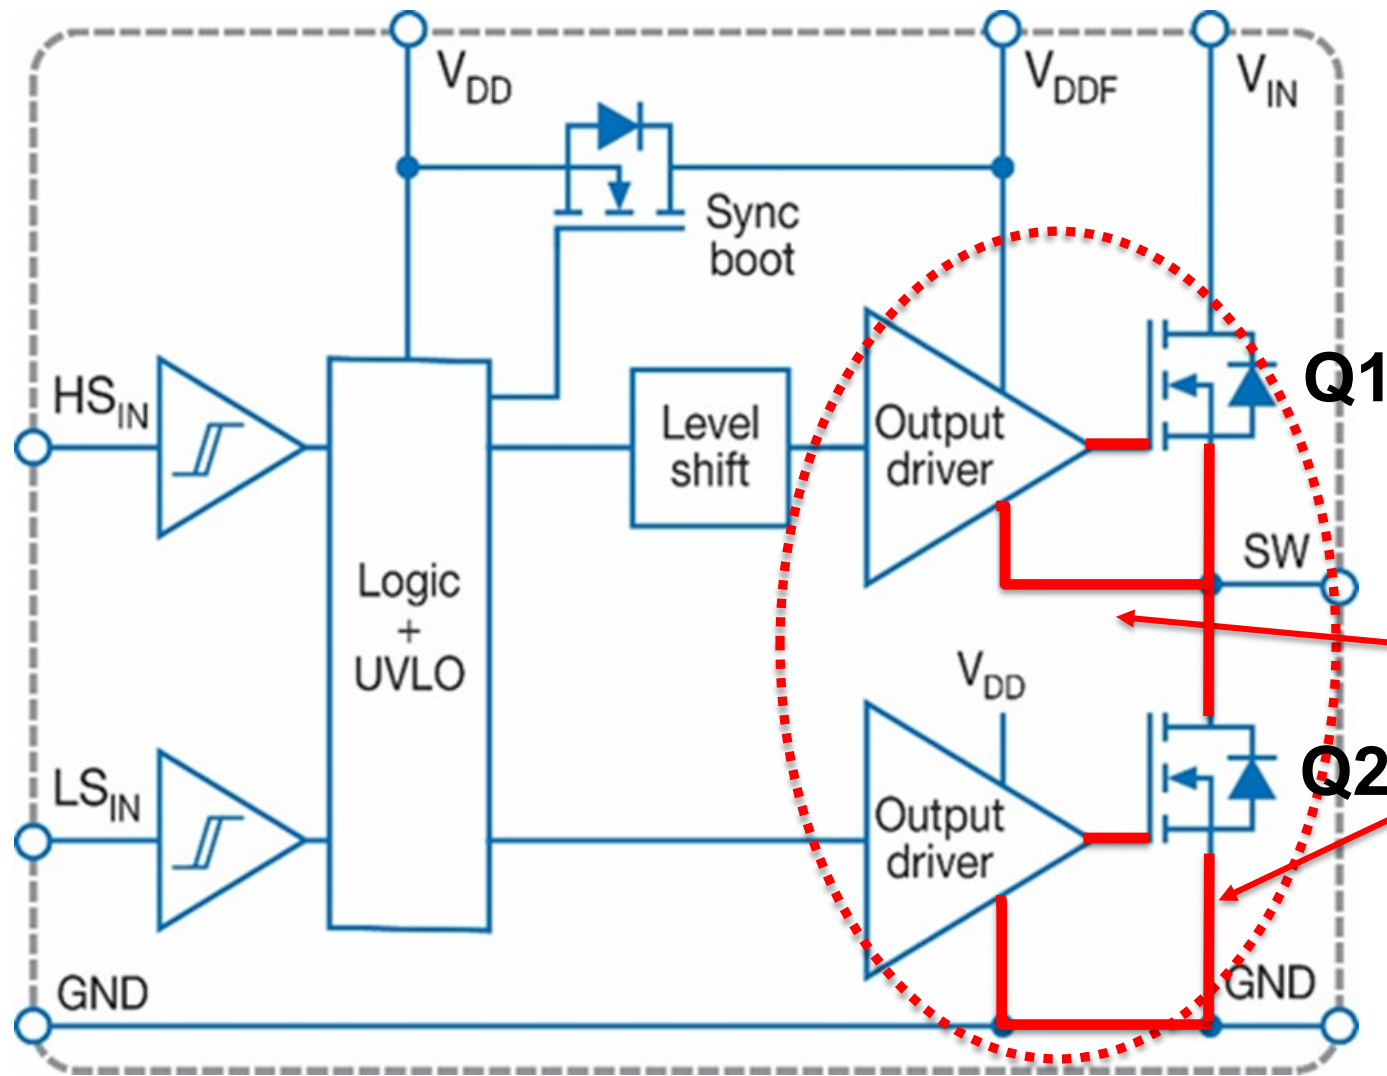 VDD
VDDF
VIN
Sync
boot
HSIN
Level
shift
Output
driver
Q1
SW
Logic
+
UVLO
VDD
LSIN
Output
driver
Q2
GND
GND